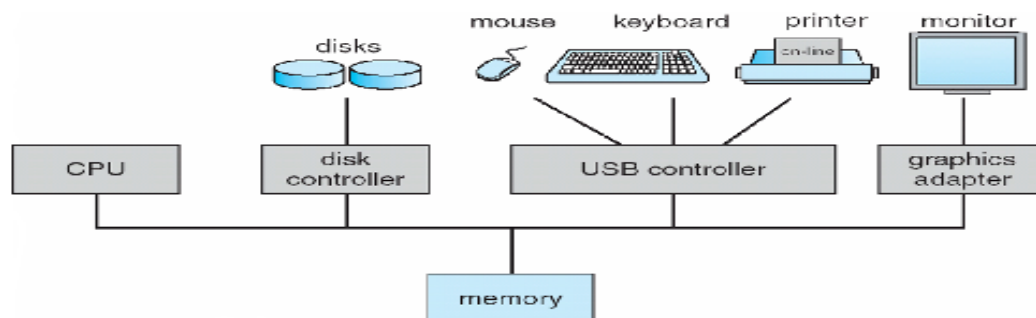 mouse keyboard printer monitor
disks
on-line
CPU
disk
controller
USB controller
graphics
adapter
memory